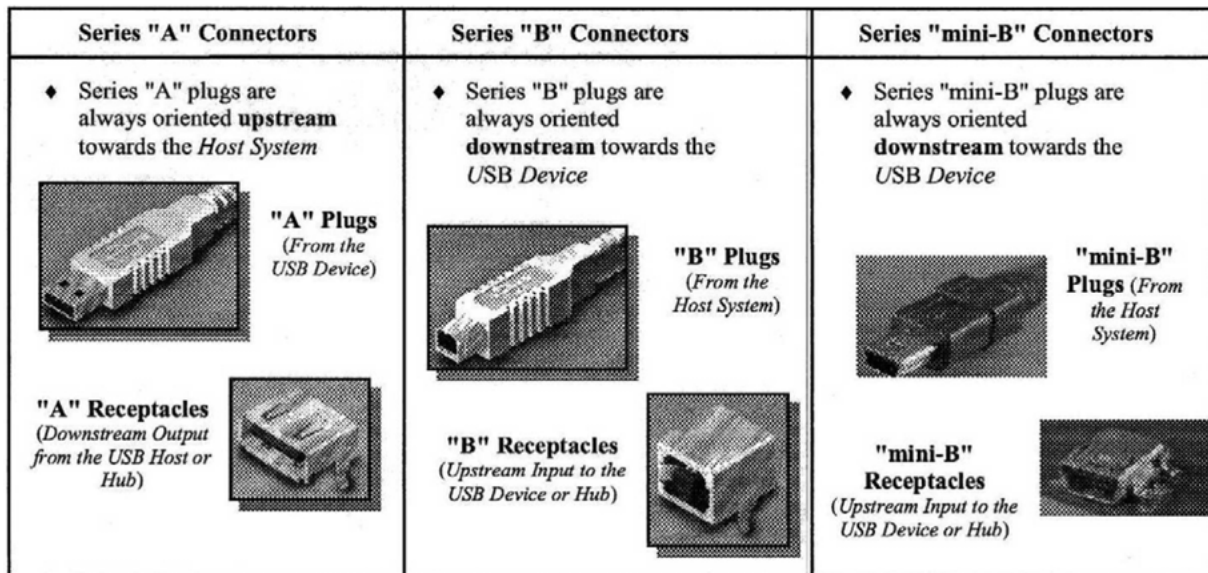 Series "A" Connectors
♦ Series "A" plugs are
always oriented upstream
towards the Host System
"A" Plugs
(From the
USB Device)
"A" Receptacles
(Downstream Output
from the USB Host or
Hub)
Series "B" Connectors
♦ Series "B" plugs are
always oriented
downstream towards the
USB Device
"B" Plugs
(From the
Host System)
"B" Receptacles
(Upstream Input to the
USB Device or Hub)
Series "mini-B" Connectors
♦ Series "mini-B" plugs are
always oriented
downstream towards the
USB Device
"mini-B"
Plugs (From
the Host
System)
"mini-B"
Receptacles
(Upstream Input to the
USB Device or Hub)